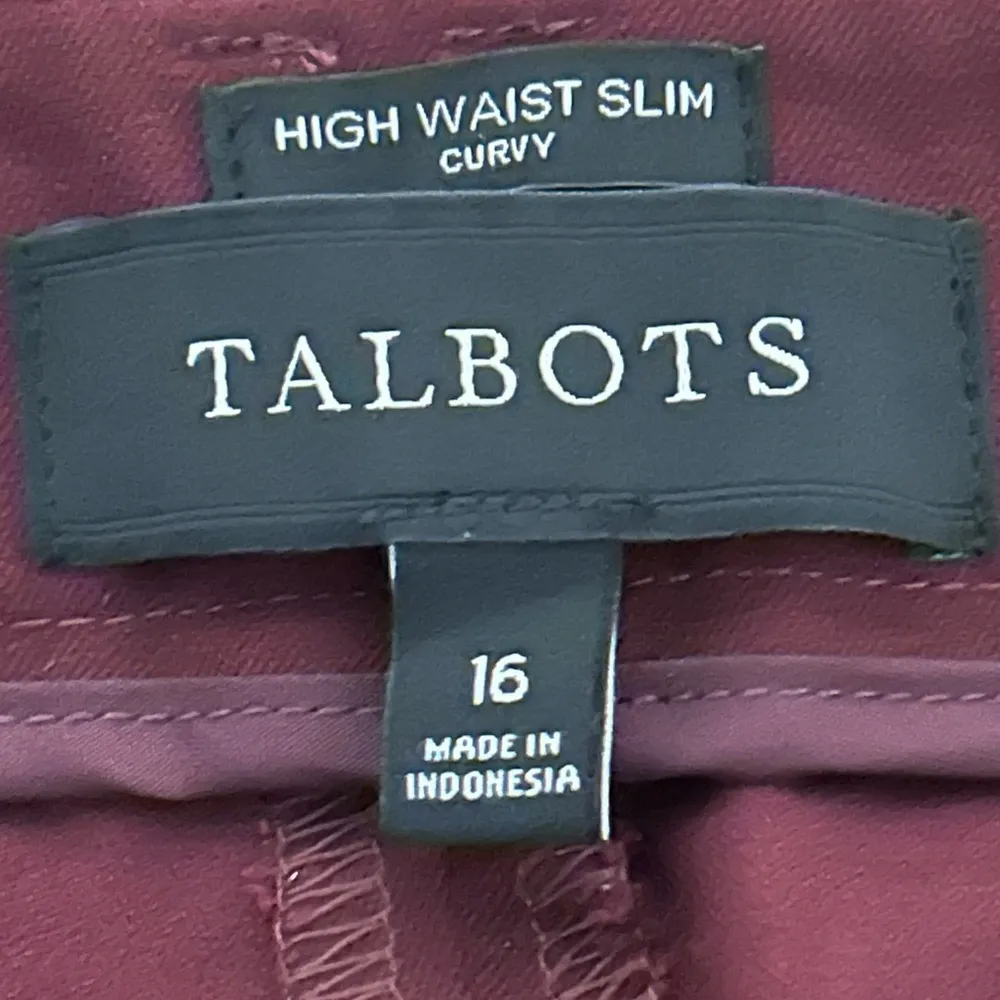 HIGH WAIST SLIM
CURVY
TALBOTS
16
MADE IN
INDONESIA